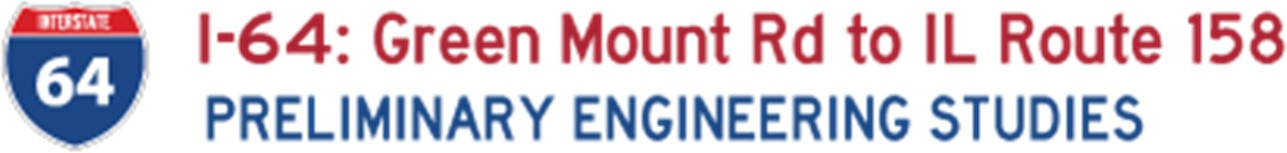 INTERSTATE
64
I-64: Green Mount Rd to IL Route 158
PRELIMINARY ENGINEERING STUDIES